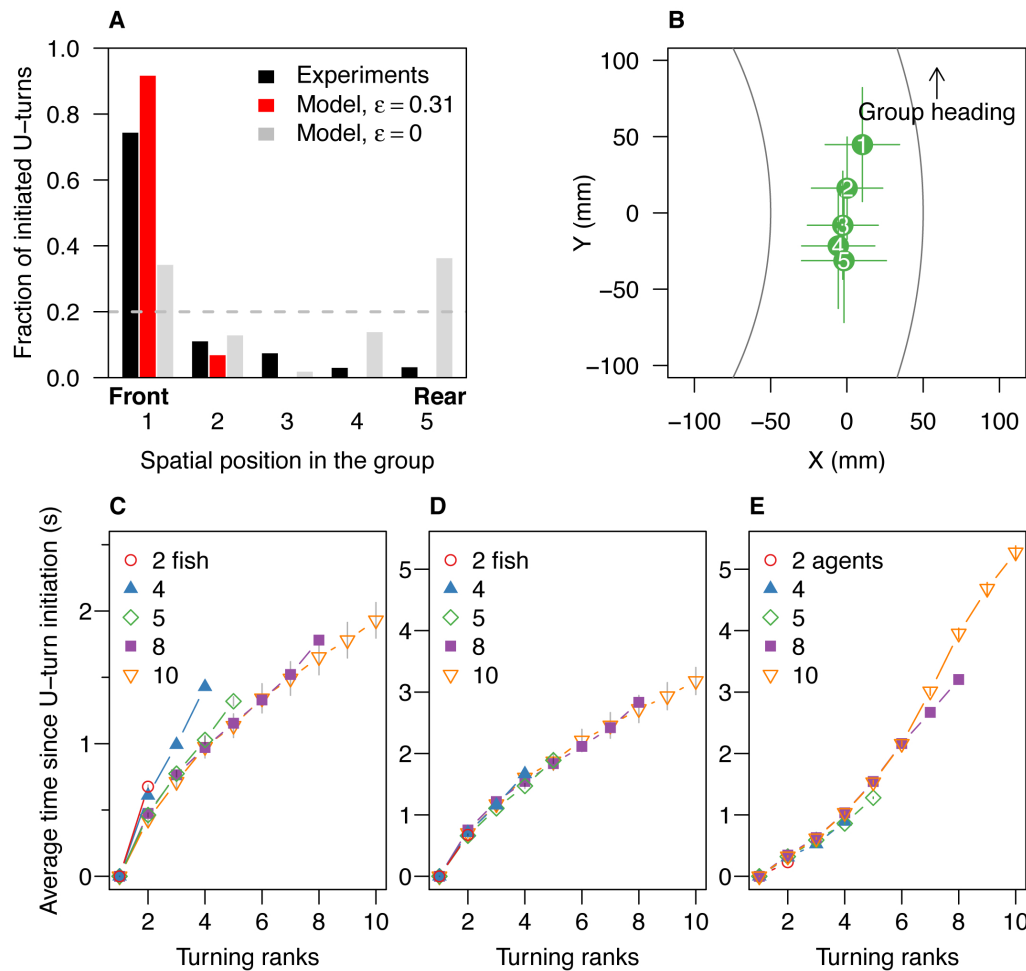 A
Fraction of initiated U−turns
1.0
0.8
0.6
0.4
0.2
0.0
Experiments
Model, ε = 0.31
Model, ε = 0
Front
Rear
1 2 3 4 5
Spatial position in the group
B
Y (mm)
100
50
0
−50
−100
Group heading
1
2
3
4
5
−100 −50 0 50 100
X (mm)
C
Average time since U−turn initiation (s)
2
1
0
2 fish
4
5
8
10
2 4 6 8 10
Turning ranks
D
5
4
3
2
1
0
2 fish
4
5
8
10
2 4 6 8 10
Turning ranks
E
5
4
3
2
1
0
2 agents
4
5
8
10
2 4 6 8 10
Turning ranks